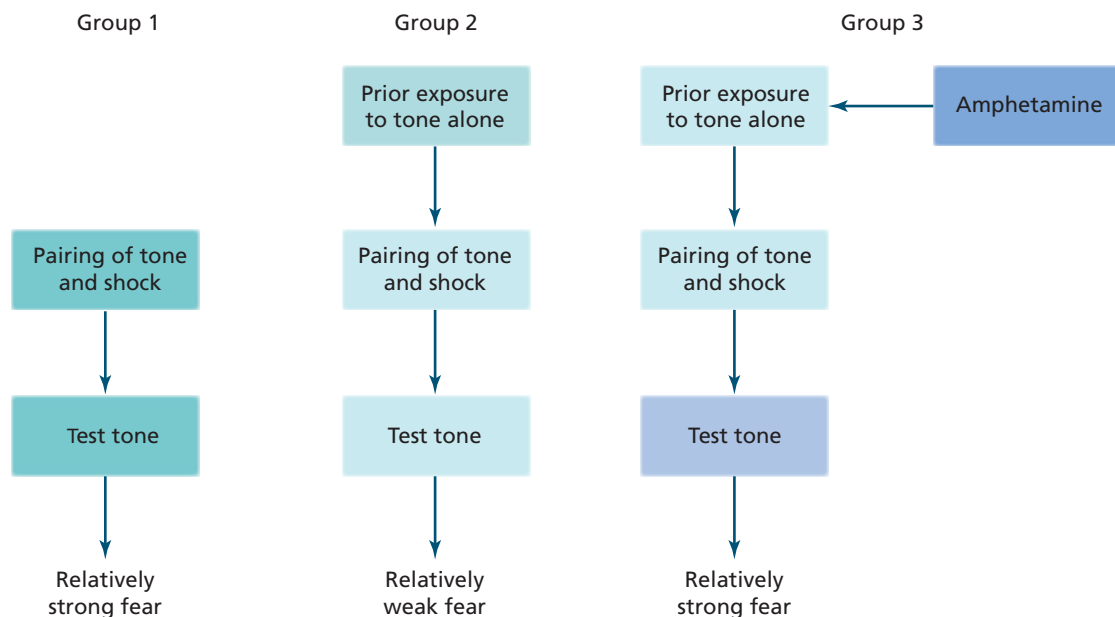 Group 1
Group 2
Group 3
Prior exposure
to tone alone
Prior exposure
to tone alone
Amphetamine
Pairing of tone
and shock
Pairing of tone
and shock
Pairing of tone
and shock
Test tone
Test tone
Test tone
Relatively
strong fear
Relatively
weak fear
Relatively
strong fear